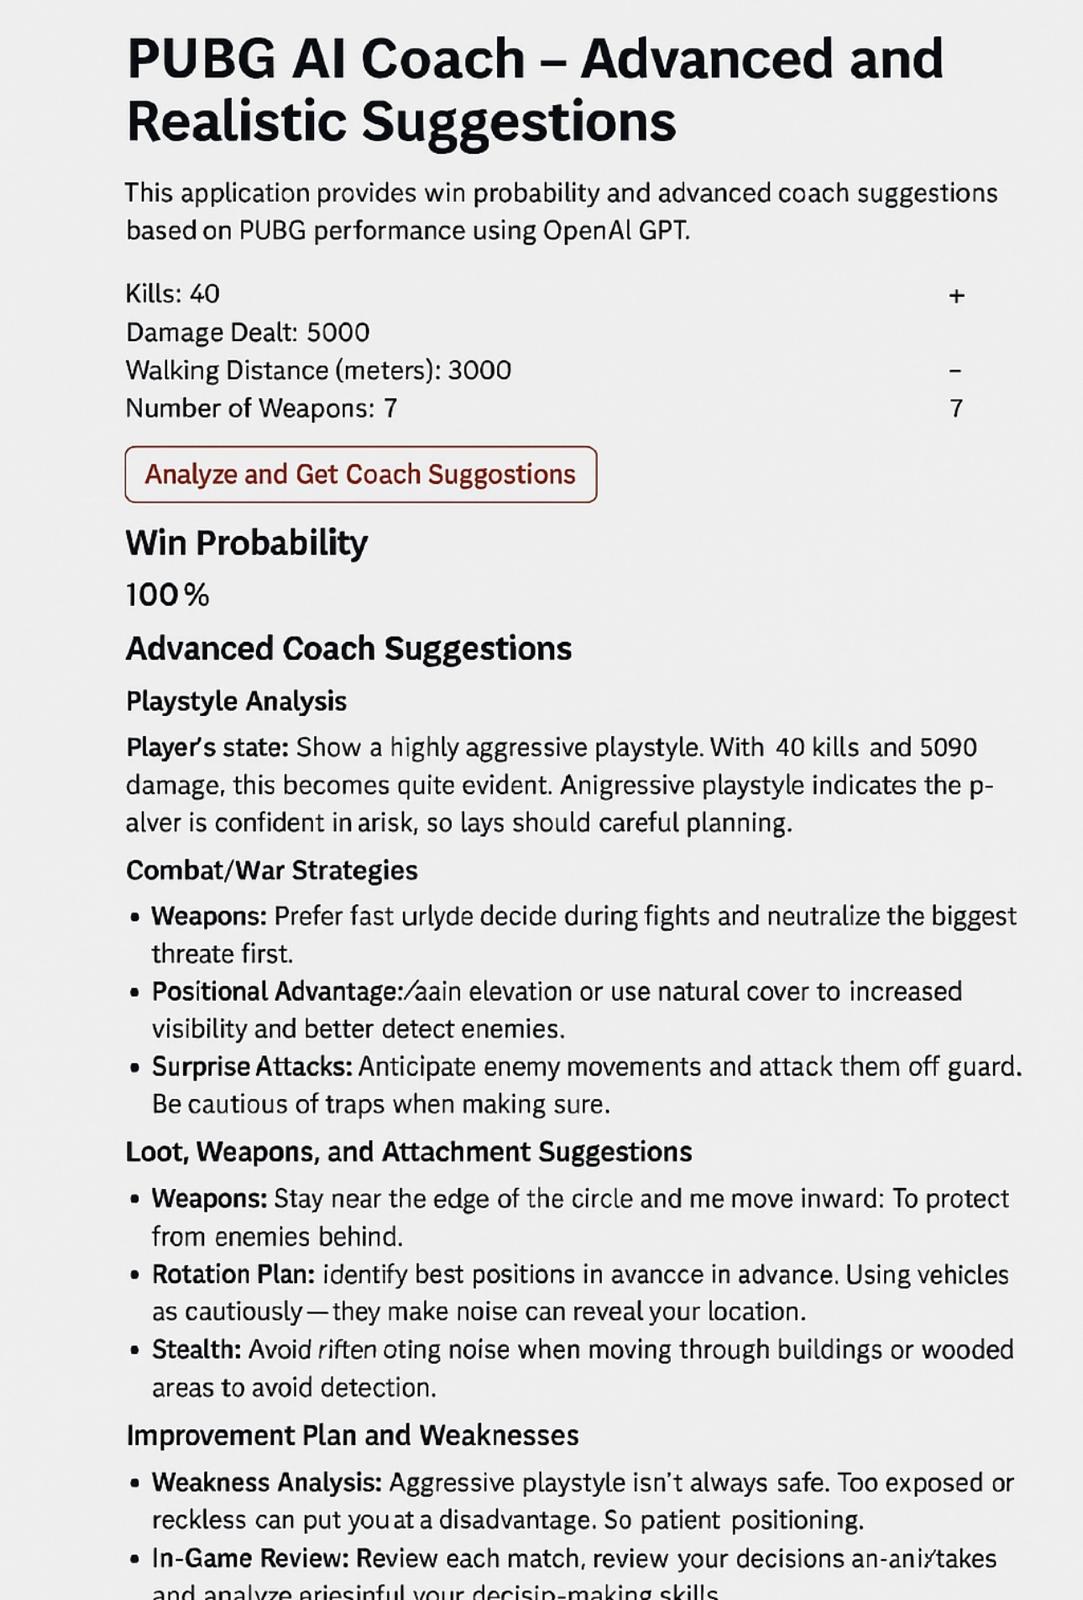 PUBG AI Coach – Advanced and
Realistic Suggestions
This application provides win probability and advanced coach suggestions
based on PUBG performance using OpenAI GPT.
Kills: 40 +
Damage Dealt: 5000
Walking Distance (meters): 3000 –
Number of Weapons: 7 7
Analyze and Get Coach Suggostions
Win Probability
100 %
Advanced Coach Suggestions
Playstyle Analysis
Player's state: Show a highly aggressive playstyle. With 40 kills and 5090
damage, this becomes quite evident. Anigressive playstyle indicates the p-
alver is confident in arisk, so lays should careful planning.
Combat/War Strategies
• Weapons: Prefer fast urlyde decide during fights and neutralize the biggest
threate first.
• Positional Advantage:/aain elevation or use natural cover to increased
visibility and better detect enemies.
• Surprise Attacks: Anticipate enemy movements and attack them off guard.
Be cautious of traps when making sure.
Loot, Weapons, and Attachment Suggestions
• Weapons: Stay near the edge of the circle and me move inward: To protect
from enemies behind.
• Rotation Plan: identify best positions in avancce in advance. Using vehicles
as cautiously—they make noise can reveal your location.
• Stealth: Avoid riften oting noise when moving through buildings or wooded
areas to avoid detection.
Improvement Plan and Weaknesses
• Weakness Analysis: Aggressive playstyle isn't always safe. Too exposed or
reckless can put you at a disadvantage. So patient positioning.
• In-Game Review: Review each match, review your decisions
and analyze your decisip-making skills